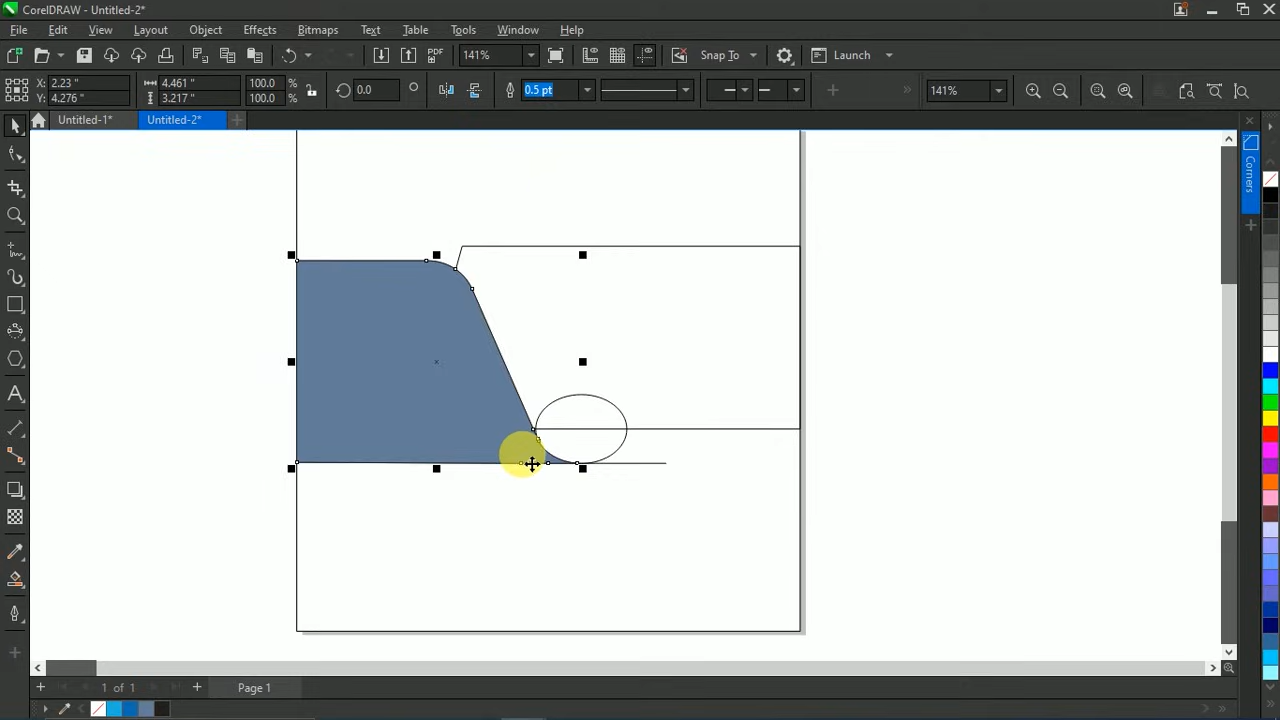 CorelDRAW - Untitled-2*
File Edit View Layout Object Effects Bitmaps Text Table Tools Window Help
PDF 141% Snap To Launch
X: 2.23 " 4.461 " 100.0 % 0.0 0.5 pt 141%
Y: 4.276 " 3.217 " 100.0 %
Untitled-1* Untitled-2*
Corners
1 of 1 Page 1